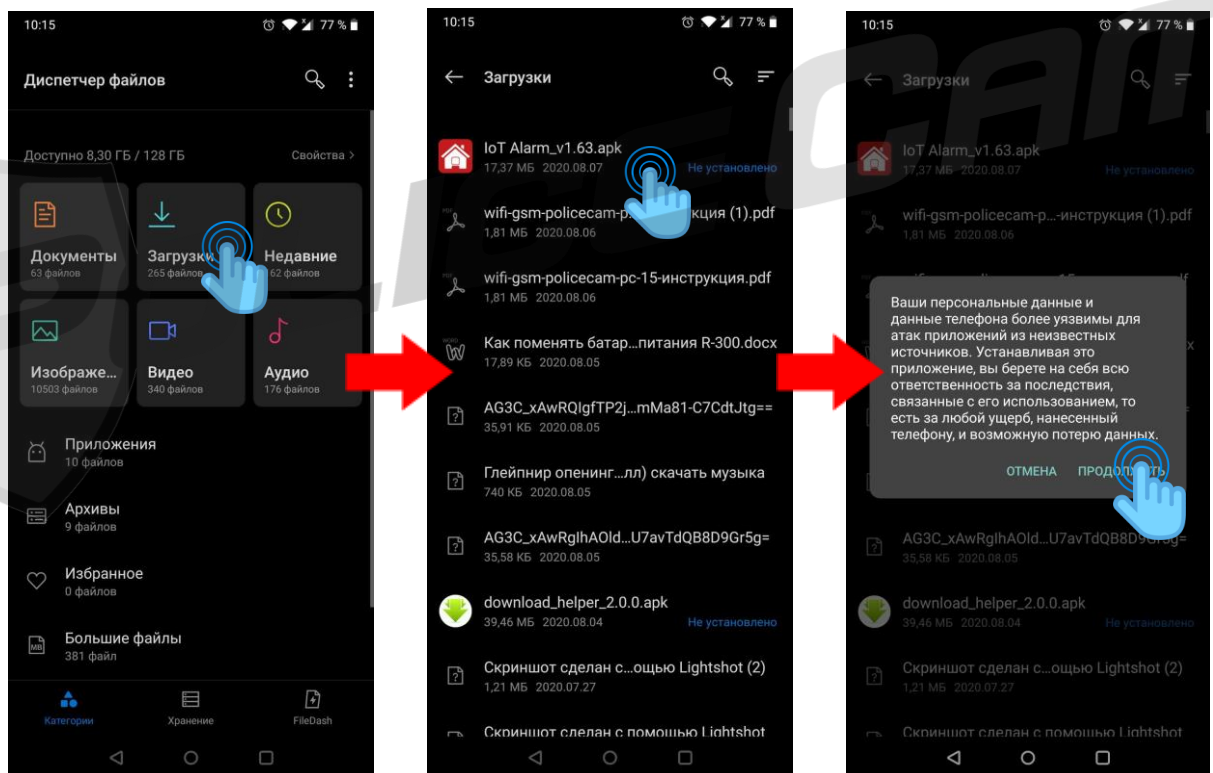 10:15
77 %
Диспетчер файлов
Доступно 8,30 ГБ / 128 ГБ
Свойства >
Документы
63 файлов
Загрузки
265 файлов
Недавние
62 файлов
Изображе...
10503 файлов
Видео
340 файлов
Аудио
176 файлов
Приложения
10 файлов
Архивы
9 файлов
Избранное
0 файлов
MB
Большие файлы
381 файл
Категории
Хранение
FileDash
10:15
77 %
Загрузки
IoT Alarm_v1.63.apk
17,37 МБ 2020.08.07
Не установлено
PDF
wifi-gsm-policecam-p...кция (1).pdf
1,81 МБ 2020.08.06
PDF
wifi-gsm-policecam-pc-15-инструкция.pdf
1,81 МБ 2020.08.06
WORD
W
Как поменять батар...питания R-300.docx
17,89 КБ 2020.08.05
AG3C_xAwRQIgfTP2j...mMa81-C7CdtJtg==
35,91 КБ 2020.08.05
Глейпнир опенинг...лл) скачать музыка
740 КБ 2020.08.05
AG3C_xAwRgIhAOld...U7avTdQB8D9Gr5g=
35,58 КБ 2020.08.05
download_helper_2.0.0.apk
39,46 МБ 2020.08.04
Не установлено
Скриншот сделан с...ощью Lightshot (2)
1,21 МБ 2020.07.27
Скриншот сделан с помощью Lightshot
10:15
77 %
Загрузки
IoT Alarm_v1.63.apk
17,37 МБ 2020.08.07
Не установлено
wifi-gsm-policecam-p...-инструкция (1).pdf
1,81 МБ 2020.08.06
Ваши персональные данные и
данные телефона более уязвимы для
атак приложений из неизвестных
источников. Устанавливая это
приложение, вы берете на себя всю
ответственность за последствия,
связанные с его использованием, то
есть за любой ущерб, нанесенный
телефону, и возможную потерю данных.
ОТМЕНА
ПРОДОЛЖИТЬ
AG3C_xAwRgIhAOld...U7avTdQB8D9Gr5g=
35,58 КБ 2020.08.05
download_helper_2.0.0.apk
39,46 МБ 2020.08.04
Не установлено
Скриншот сделан с...ощью Lightshot (2)
1,21 МБ 2020.07.27
Скриншот сделан с помощью Lightshot